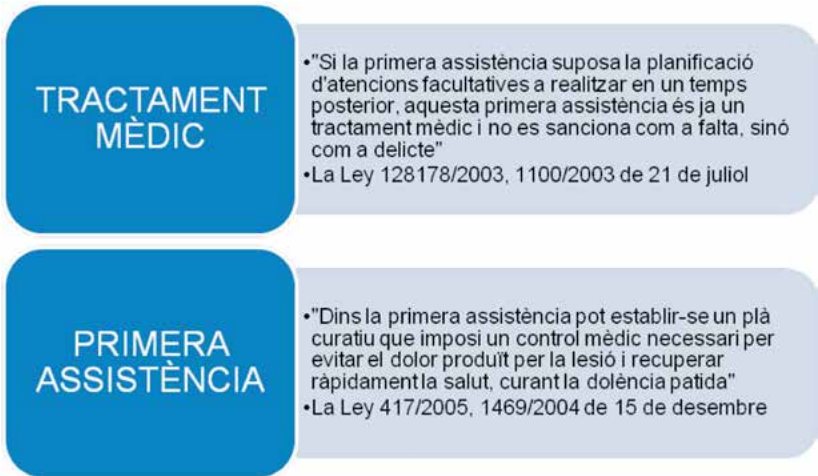 TRACTAMENT
MÈDIC
•"Si la primera assistència suposa la planificació
d'atencions facultatives a realitzar en un temps
posterior, aquesta primera assistència és ja un
tractament mèdic i no es sanciona com a falta, sinó
com a delicte"
•La Ley 128178/2003, 1100/2003 de 21 de juliol
PRIMERA
ASSISTÈNCIA
•"Dins la primera assistència pot establir-se un plà
curatiu que imposi un control mèdic necessari per
evitar el dolor produït per la lesió i recuperar
ràpidament la salut, curant la dolència patida"
•La Ley 417/2005, 1469/2004 de 15 de desembre